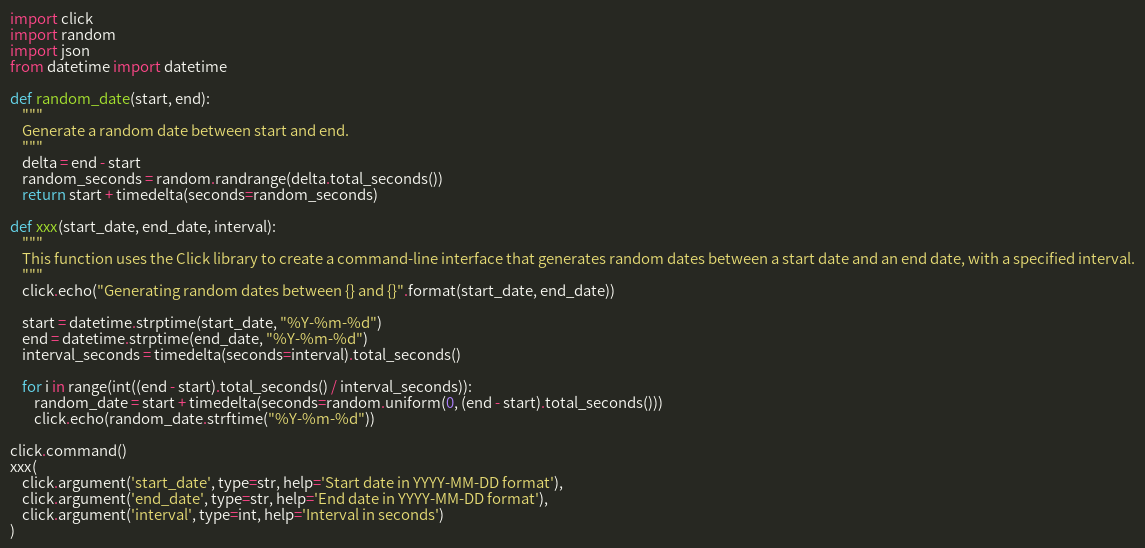 import click
import random
import json
from datetime import datetime

def random_date(start, end):
    """
    Generate a random date between start and end.
    """
    delta = end - start
    random_seconds = random.randrange(delta.total_seconds())
    return start + timedelta(seconds=random_seconds)

def xxx(start_date, end_date, interval):
    """
    This function uses the Click library to create a command-line interface that generates random dates between a start date and an end date, with a specified interval.
    """
    click.echo("Generating random dates between {} and {}".format(start_date, end_date))

    start = datetime.strptime(start_date, "%Y-%m-%d")
    end = datetime.strptime(end_date, "%Y-%m-%d")
    interval_seconds = timedelta(seconds=interval).total_seconds()

    for i in range(int((end - start).total_seconds() / interval_seconds)):
        random_date = start + timedelta(seconds=random.uniform(0, (end - start).total_seconds()))
        click.echo(random_date.strftime("%Y-%m-%d"))

click.command()
xxx(
    click.argument('start_date', type=str, help='Start date in YYYY-MM-DD format'),
    click.argument('end_date', type=str, help='End date in YYYY-MM-DD format'),
    click.argument('interval', type=int, help='Interval in seconds')
)